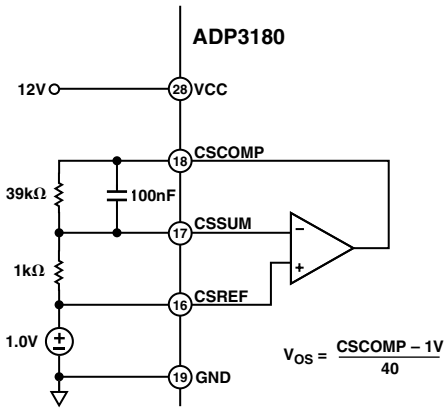 ADP3180
12V
28 VCC
18 CSCOMP
39kΩ
100nF
17 CSSUM
–
1kΩ
+
16 CSREF
1.0V
VOS = CSCOMP – 1V
40
19 GND